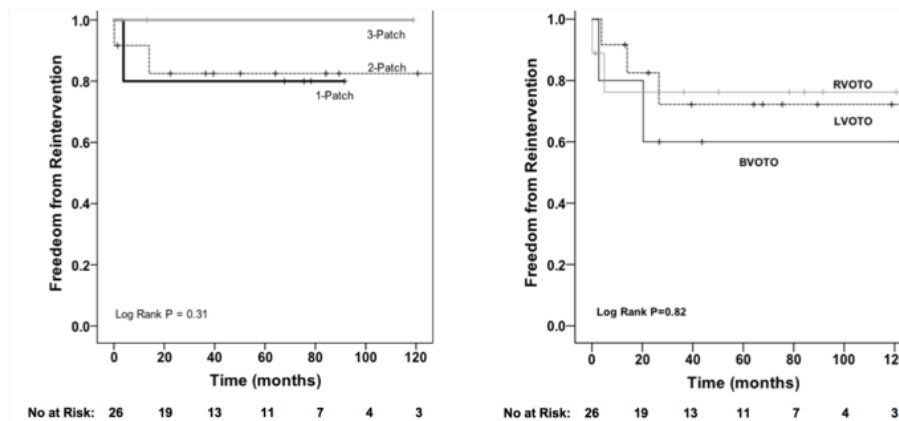 Freedeom from Reintervention
1.0
0.8
0.6
0.4
0.2
0.0
3-Patch
2-Patch
1-Patch
Log Rank P = 0.31
0 20 40 60 80 100 120
Time (months)
No at Risk: 26 19 13 11 7 4 3
Freedom from Reintervention
1.0
0.8
0.6
0.4
0.2
0.0
RVOTO
LVOTO
BVOTO
Log Rank P=0.82
0 20 40 60 80 100 120
Time (months)
No at Risk: 26 19 13 11 7 4 3